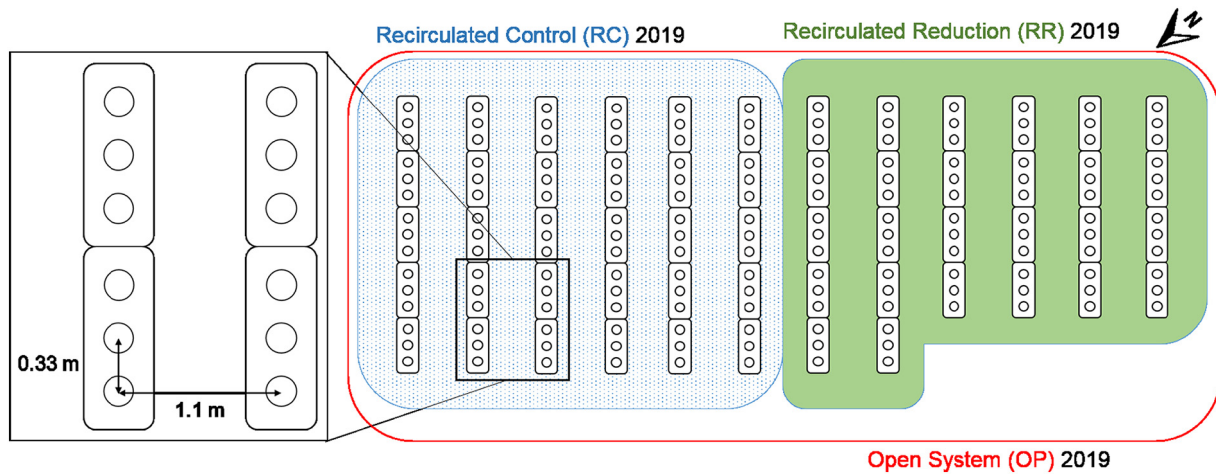 Recirculated Control (RC) 2019
Recirculated Reduction (RR) 2019
N
0.33 m
1.1 m
Open System (OP) 2019